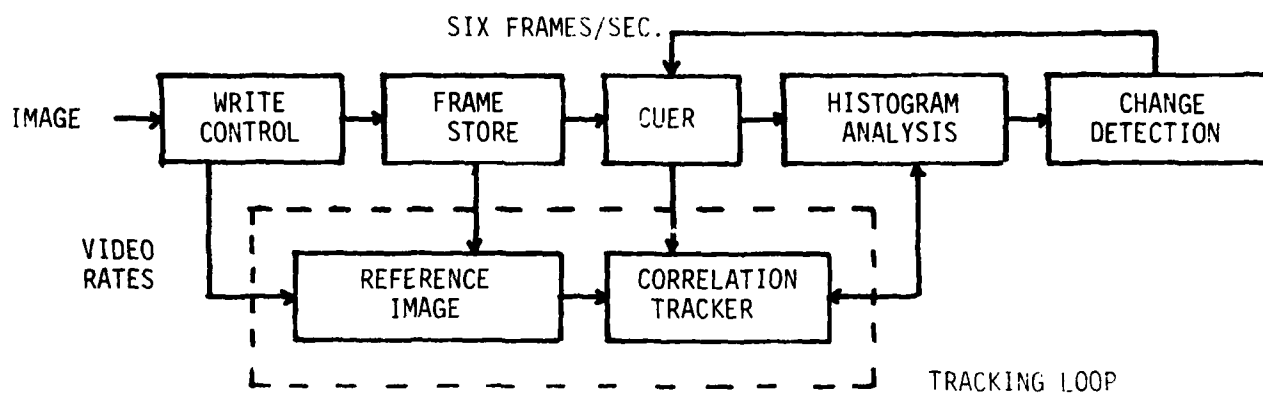 SIX FRAMES/SEC.
IMAGE
WRITE
CONTROL
FRAME
STORE
CUER
HISTOGRAM
ANALYSIS
CHANGE
DETECTION
VIDEO
RATES
REFERENCE
IMAGE
CORRELATION
TRACKER
TRACKING LOOP